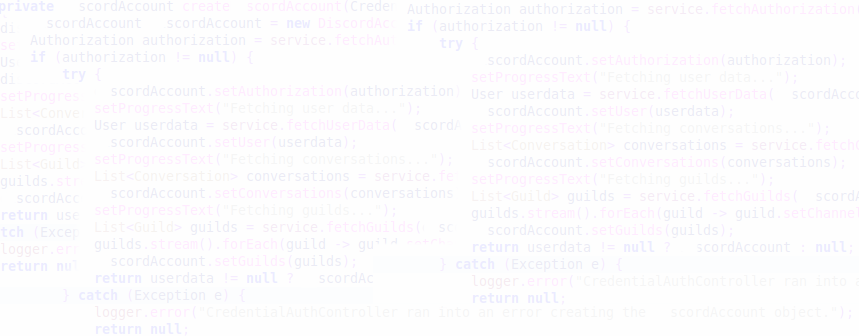 private scordAccount create scordAccount(Crede
scordAccount scordAccount = new DiscordAc
di
se
Us
di
setProgres
List<Conve
scordAcc
setProgres
List<Guild
guilds.str
scordAcc
return use
tch (Excep
logger.err
return nul
Authorization authorization = service.fetchAu
if (authorization != null) {
try {
scordAccount.setAuthorization(authorization
setProgressText("Fetching user data...");
User userdata = service.fetchUserData( scordA
scordAccount.setUser(userdata);
setProgressText("Fetching conversations...");
List<Conversation> conversations = service.fe
scordAccount.setConversations(conversations
setProgressText("Fetching guilds...");
List<Guild> guilds = service.fetchGuilds( sc
guilds.stream().forEach(guild -> guild.setCh
scordAccount.setGuilds(guilds);
return userdata != null ? scordAc
} catch (Exception e) {
logger.error("CredentialAuthController ran into an error creating the scordAccount object.");
return null;
Authorization authorization = service.fetchAuthorization
if (authorization != null) {
try {
scordAccount.setAuthorization(authorization);
setProgressText("Fetching user data...");
User userdata = service.fetchUserData( scordA
scordAccount.setUser(userdata);
setProgressText("Fetching conversations...");
List<Conversation> conversations = service.fetchC
scordAccount.setConversations(conversations);
setProgressText("Fetching guilds...");
List<Guild> guilds = service.fetchGuilds( scorda
guilds.stream().forEach(guild -> guild.setChannel
scordAccount.setGuilds(guilds);
return userdata != null ? scordAccount : null;
} catch (Exception e) {
logger.error("CredentialAuthController ran into a
return null;